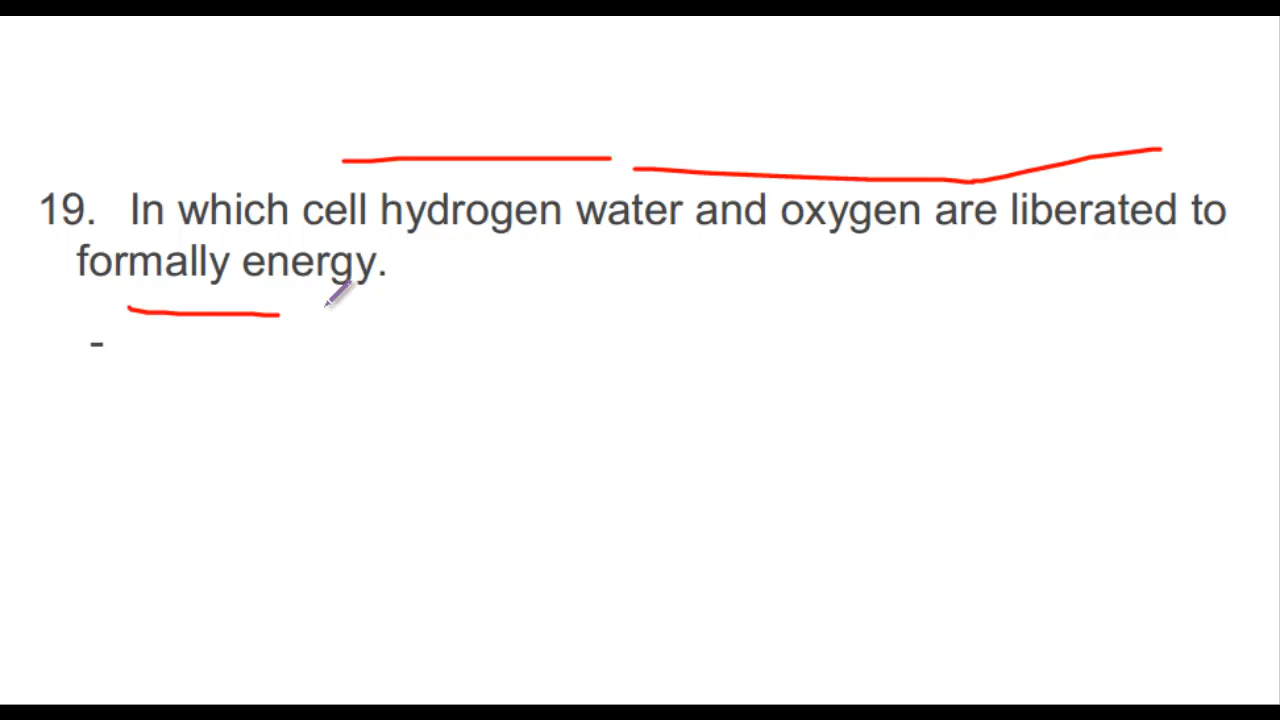 19. In which cell hydrogen water and oxygen are liberated to
formally energy.
-